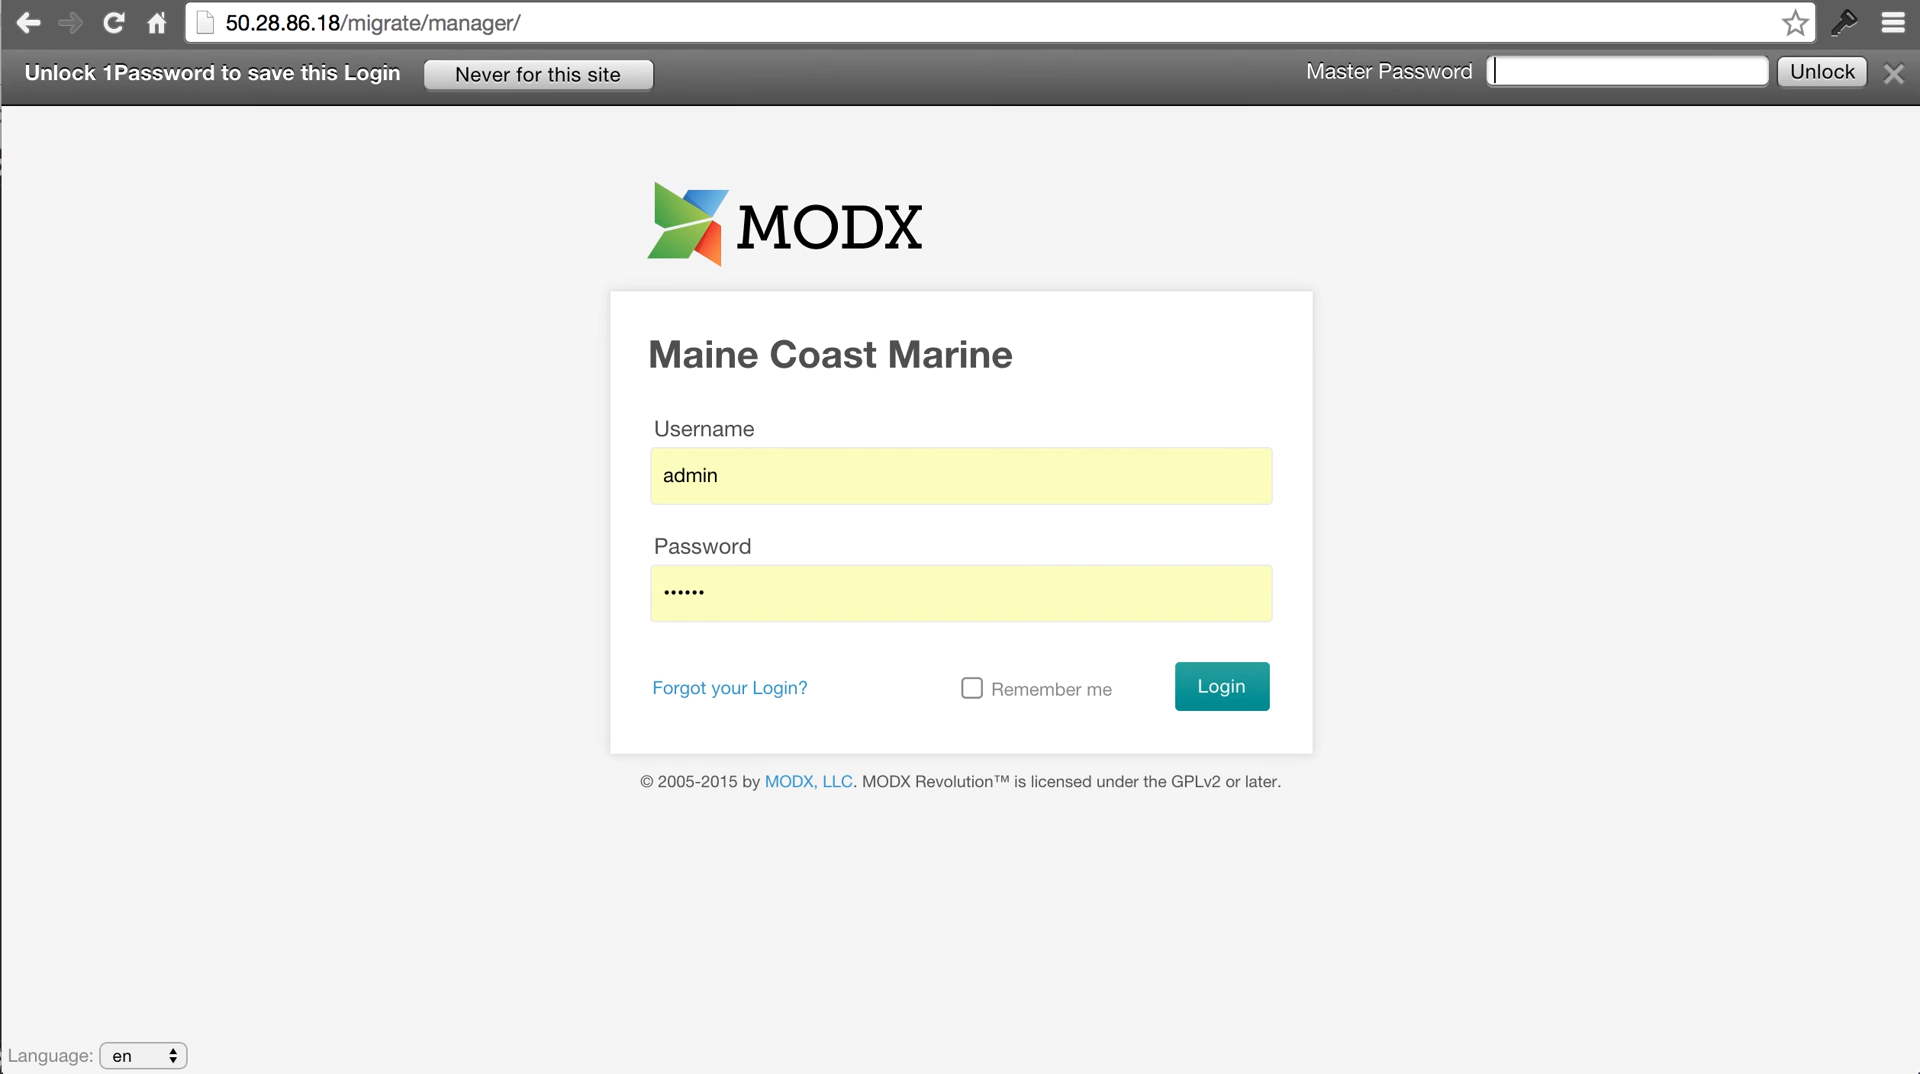 50.28.86.18/migrate/manager/
Unlock 1Password to save this Login
Never for this site
Master Password
Unlock
MODX
Maine Coast Marine
Username
admin
Password
••••••
Forgot your Login?
Remember me
Login
© 2005-2015 by MODX, LLC. MODX Revolution™ is licensed under the GPLv2 or later.
Language: en